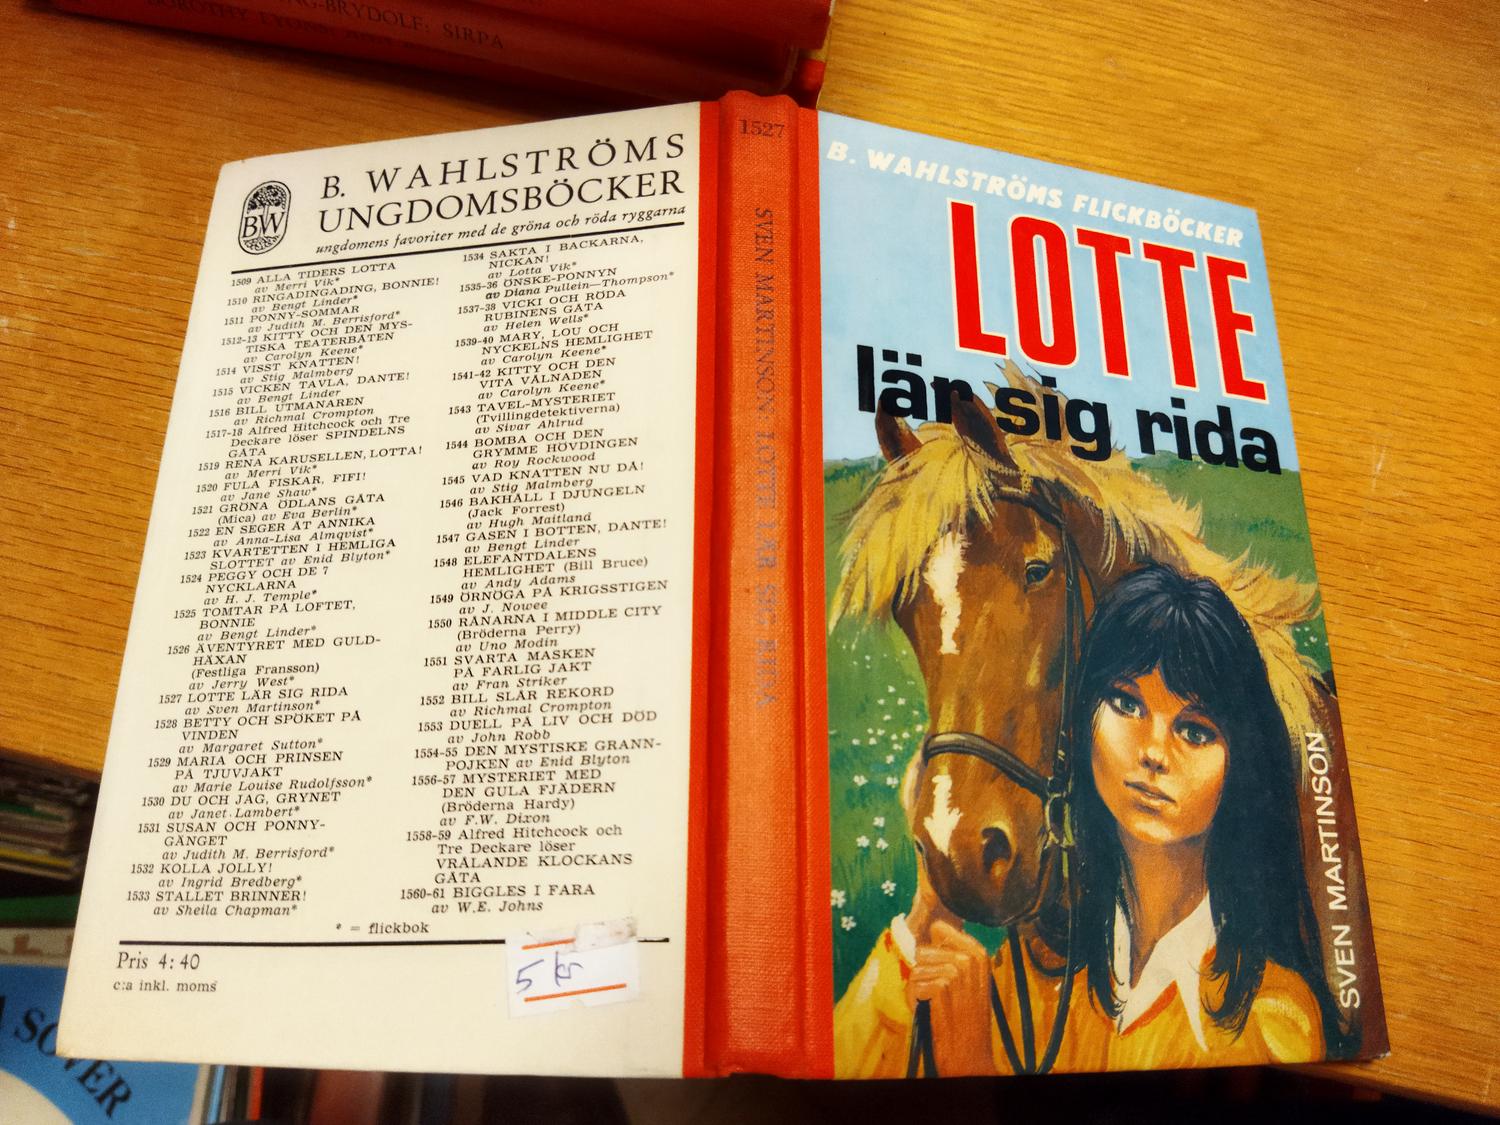 NG-BRYDOLF: SIRPA
DOROTHY LYONS:
B. WAHLSTRÖMS
UNGDOMSBÖCKER
ungdomens favoriter med de gröna och röda ryggarna
BW
1509 ALLA TIDERS LOTTA
av Merri Vik*
1510 RINGADINGADING, BONNIE!
av Bengt Linder*
1511 PONNY-SOMMAR
av Judith M. Berrisford*
1512-13 KITTY OCH DEN MYS-
TISKA TEATERBÅTEN
av Carolyn Keene*
1514 VISST KNATTEN!
av Stig Malmberg
1515 VICKEN TAVLA, DANTE!
av Bengt Linder
1516 BILL UTMANAREN
av Richmal Crompton
1517-18 Alfred Hitchcock och Tre
Deckare löser SPINDELNS
GÅTA
1519 RENA KARUSELLEN, LOTTA!
av Merri Vik*
1520 FULA FISKAR, FIFI!
av Jane Shaw*
1521 GRÖNA ÖDLANS GÅTA
(Mica) av Eva Berlin*
1522 EN SEGER ÅT ANNIKA
av Anna-Lisa Almqvist*
1523 KVARTETTEN I HEMLIGA
SLOTTET av Enid Blyton*
1524 PEGGY OCH DE 7
NYCKLARNA
av H. J. Temple*
1525 TOMTAR PÅ LOFTET,
BONNIE
av Bengt Linder*
1526 ÄVENTYRET MED GULD-
HÄXAN
(Festliga Fransson)
av Jerry West*
1527 LOTTE LÄR SIG RIDA
av Sven Martinson*
1528 BETTY OCH SPÖKET PÅ
VINDEN
av Margaret Sutton*
1529 MARIA OCH PRINSEN
PÅ TJUVJAKT
av Marie Louise Rudolfsson*
1530 DU OCH JAG, GRYNET
av Janet Lambert*
1531 SUSAN OCH PONNY-
GÄNGET
av Judith M. Berrisford*
1532 KOLLA JOLLY!
av Ingrid Bredberg*
1533 STALLET BRINNER!
av Sheila Chapman*
1534 SAKTA I BACKARNA,
NICKAN!
av Lotta Vik*
1535-36 ÖNSKE-PONNYN
av Diana Pullein—Thompson*
1537-38 VICKI OCH RÖDA
RUBINENS GÅTA
av Helen Wells*
1539-40 MARY, LOU OCH
NYCKELNS HEMLIGHET
av Carolyn Keene*
1541-42 KITTY OCH DEN
VITA VÅLNADEN
av Carolyn Keene*
1543 TAVEL-MYSTERIET
(Tvillingdetektiverna)
av Sivar Ahlrud
1544 BOMBA OCH DEN
GRYMME HÖVDINGEN
av Roy Rockwood
1545 VAD KNATTEN NU DÅ!
av Stig Malmberg
1546 BAKHÅLL I DJUNGELN
(Jack Forrest)
av Hugh Maitland
1547 GASEN I BOTTEN, DANTE!
av Bengt Linder
1548 ELEFANTDALENS
HEMLIGHET (Bill Bruce)
av Andy Adams
1549 ÖRNÖGA PÅ KRIGSSTIGEN
av J. Nowee
1550 RÅNARNA I MIDDLE CITY
(Bröderna Perry)
av Uno Modin
1551 SVARTA MASKEN
PÅ FARLIG JAKT
av Fran Striker
1552 BILL SLÅR REKORD
av Richmal Crompton
1553 DUELL PÅ LIV OCH DÖD
av John Robb
1554-55 DEN MYSTISKE GRANN-
POJKEN av Enid Blyton
1556-57 MYSTERIET MED
DEN GULA FJÄDERN
(Bröderna Hardy)
av F.W. Dixon
1558-59 Alfred Hitchcock och
Tre Deckare löser
VRÅLANDE KLOCKANS
GÅTA
1560-61 BIGGLES I FARA
av W.E. Johns
* = flickbok
Pris 4:40
c:a inkl. moms
5 kr
1527
SVEN MARTINSON: LOTTE LÄR SIG RIDA
B. WAHLSTRÖMS FLICKBÖCKER
LOTTE
lär sig rida
SVEN MARTINSON
A SOVER